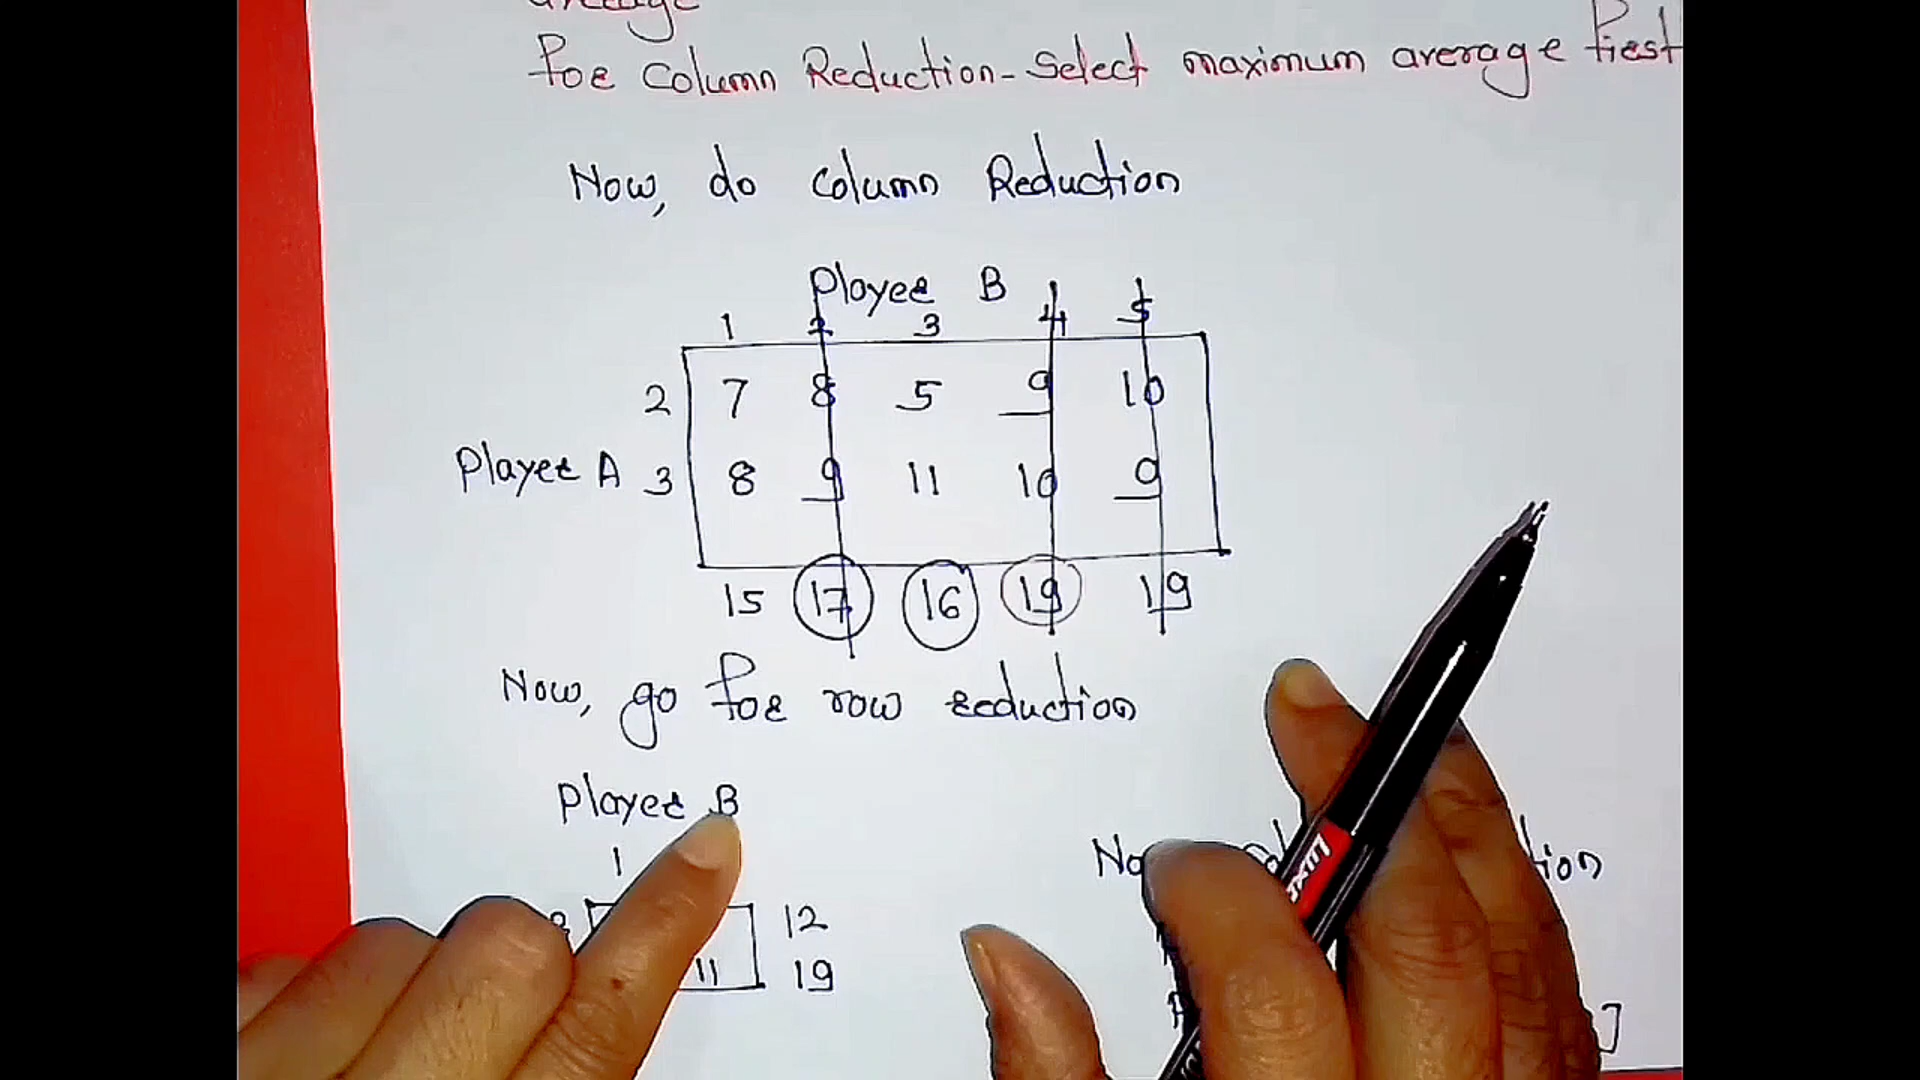 average
For Column Reduction - Select maximum average first
Now, do Column Reduction
Player B
1 2 3 4 5
2 7 8 5 9 10
Player A 3 8 9 11 10 9
15 17 16 19 19
Now, go for row reduction
Player B
1
12
11 19